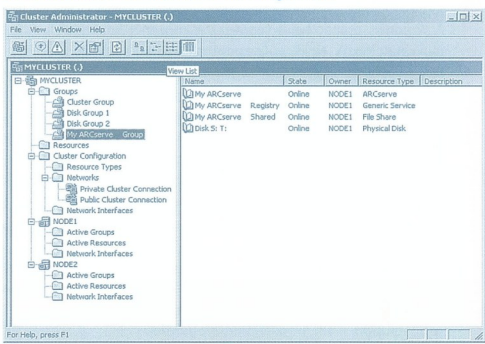 Cluster Administrator - MYCLUSTER (.)
File View Window Help
MYCLUSTER (.)
View List
MYCLUSTER
Groups
Cluster Group
Disk Group 1
Disk Group 2
My ARCserve Group
Resources
Cluster Configuration
Resource Types
Networks
Private Cluster Connection
Public Cluster Connection
Network Interfaces
NODE1
Active Groups
Active Resources
Network Interfaces
NODE2
Active Groups
Active Resources
Network Interfaces
Name State Owner Resource Type Description
My ARCserve Online NODE1 ARCserve
My ARCserve Registry Online NODE1 Generic Service
My ARCserve Shared Online NODE1 File Share
Disk S: T: Online NODE1 Physical Disk
For Help, press F1